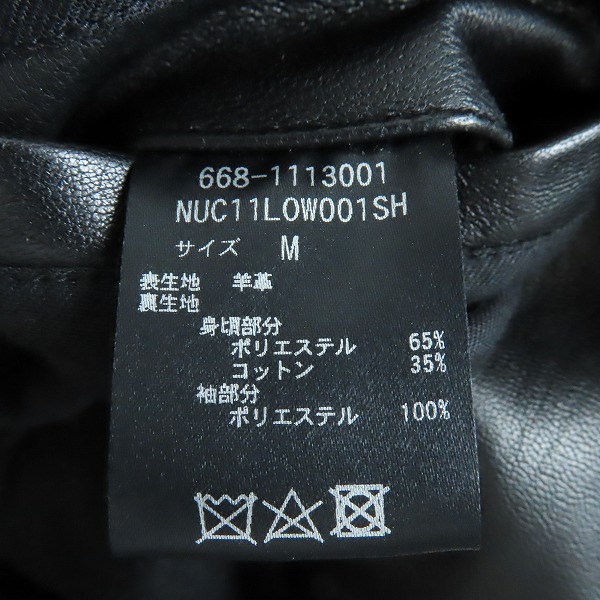 668-1113001
NUC11LOW001SH
サイズ M
表生地 羊革
裏生地
身頃部分
ポリエステル 65%
コットン 35%
袖部分
ポリエステル 100%